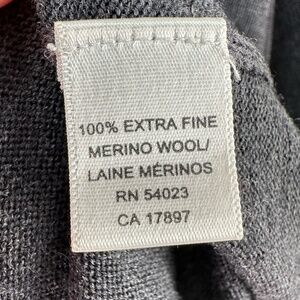 100% EXTRA FINE
MERINO WOOL/
LAINE MÉRINOS
RN 54023
CA 17897